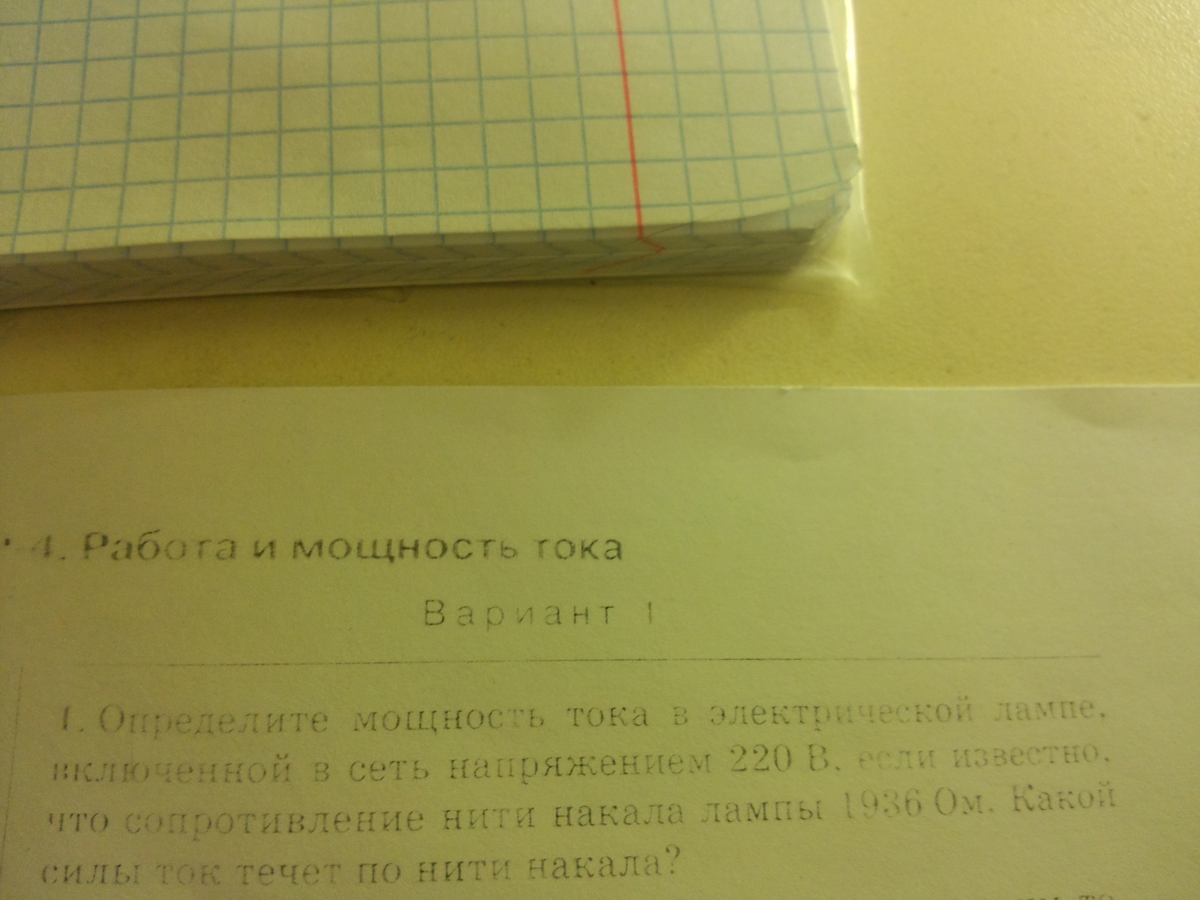 4. Работа и мощность тока
Вариант 1
1. Определите мощность тока в электрической лампе,
включенной в сеть напряжением 220 В, если известно,
что сопротивление нити накала лампы 1936 Ом. Какой
силы ток течет по нити накала?